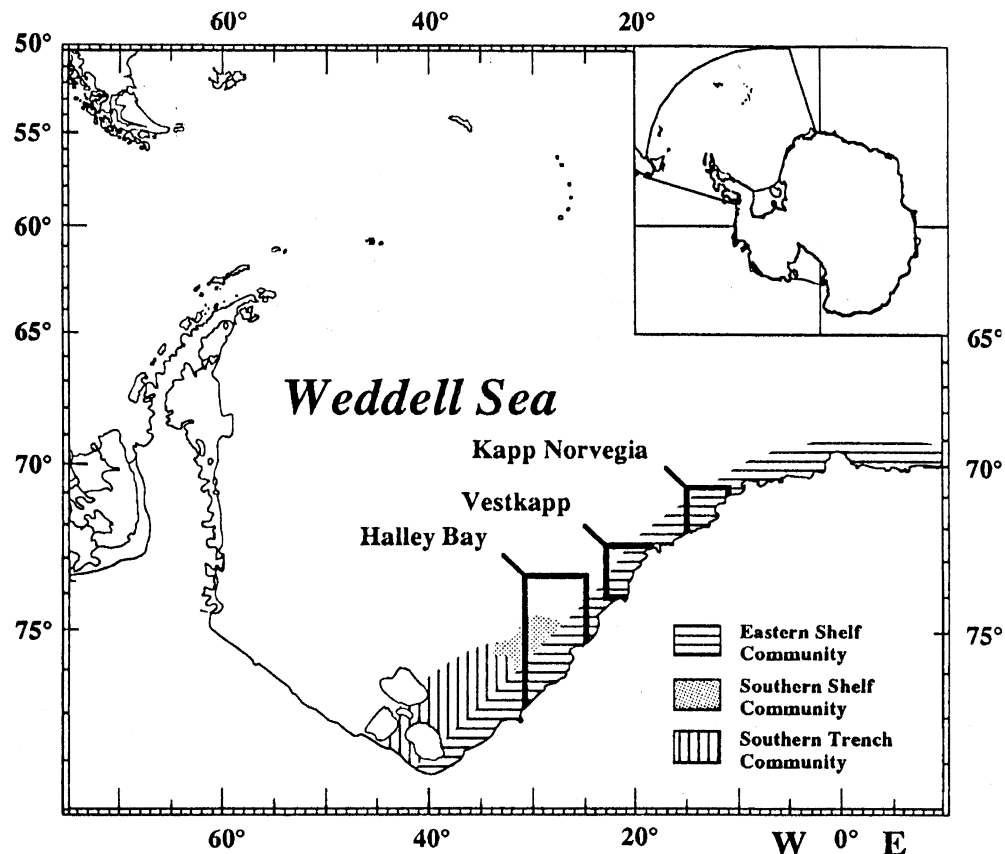 60° 40° 20°
50°
55°
60°
65° 65°
Weddell Sea
Kapp Norvegia
70° 70°
Vestkapp
Halley Bay
75° 75°
Eastern Shelf
Community
Southern Shelf
Community
Southern Trench
Community
60° 40° 20° W 0° E